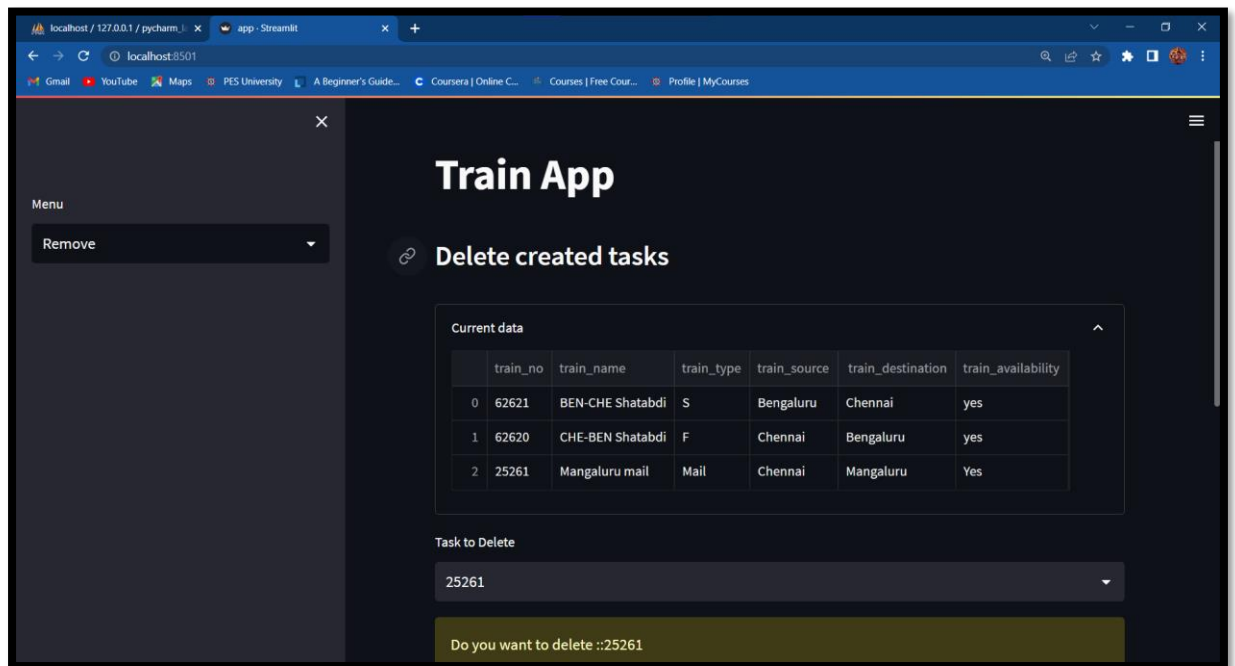 localhost / 127.0.0.1 / pycharm_l
app · Streamlit
localhost:8501
Gmail YouTube Maps PES University A Beginner's Guide... Coursera | Online C... Courses | Free Cour... Profile | MyCourses
Train App
Menu
Remove
Delete created tasks
Current data
train_no train_name train_type train_source train_destination train_availability
0 62621 BEN-CHE Shatabdi S Bengaluru Chennai yes
1 62620 CHE-BEN Shatabdi F Chennai Bengaluru yes
2 25261 Mangaluru mail Mail Chennai Mangaluru Yes
Task to Delete
25261
Do you want to delete ::25261